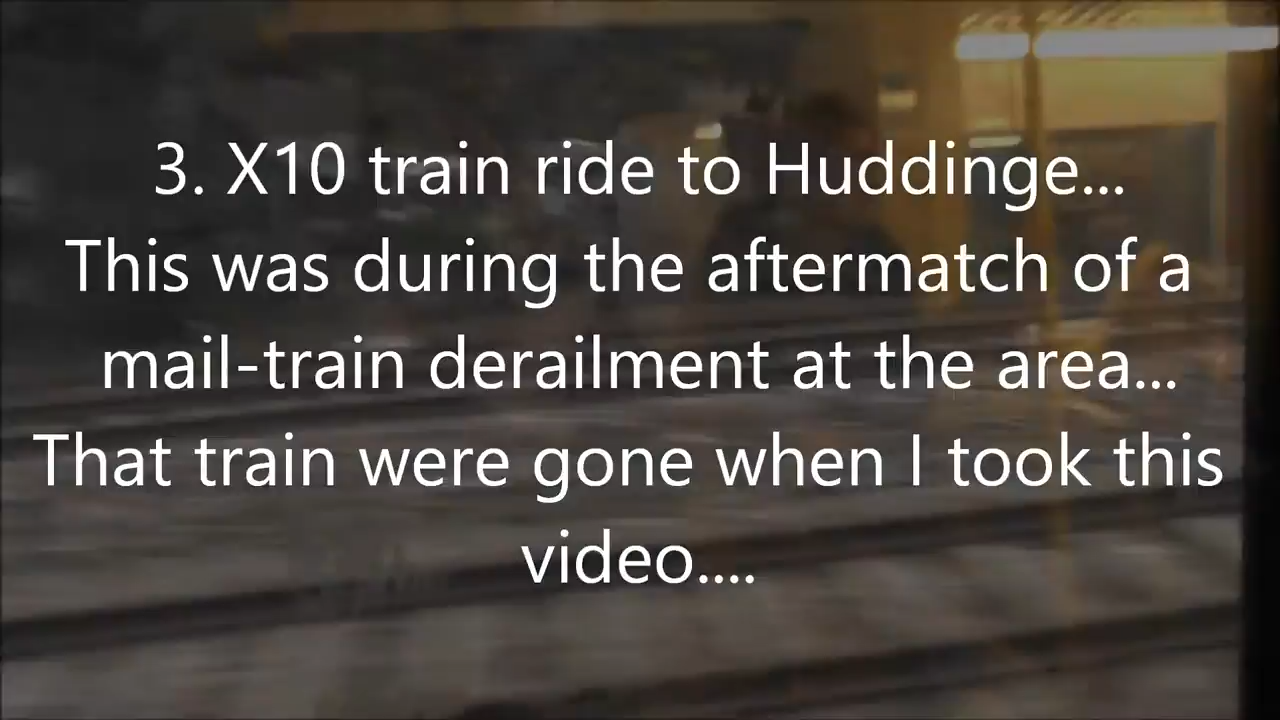 3. X10 train ride to Huddinge...
This was during the aftermatch of a
mail-train derailment at the area...
That train were gone when I took this
video....